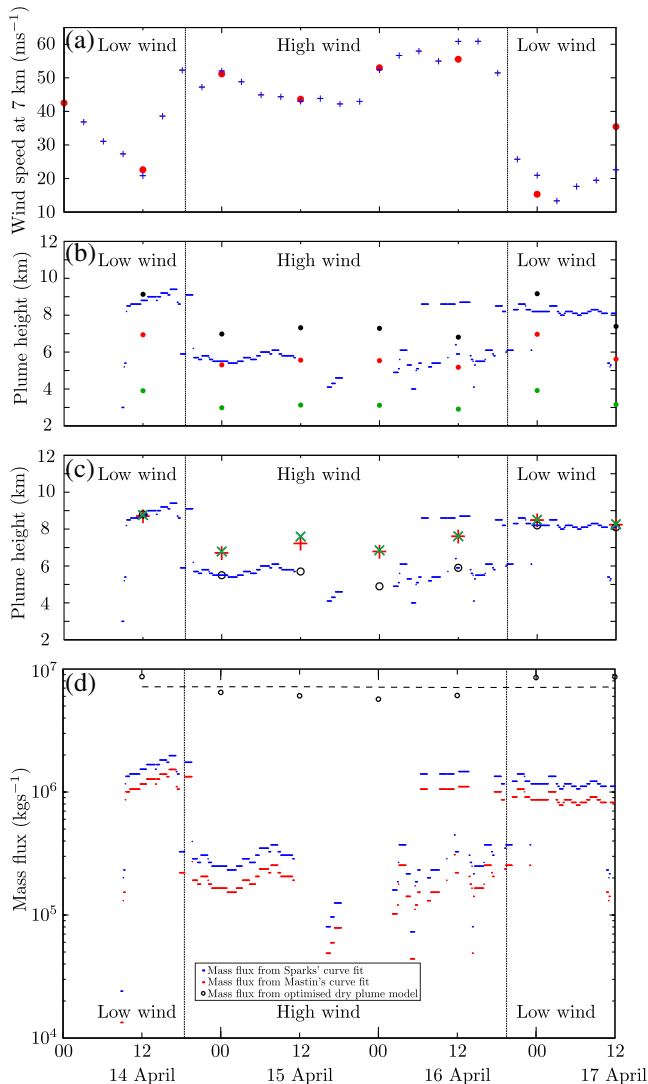 (a)
Low wind
High wind
Low wind
Wind speed at 7 km (ms⁻¹)
60
50
40
30
20
10
(b)
Low wind
High wind
Low wind
Plume height (km)
12
10
8
6
4
2
(c)
Low wind
High wind
Low wind
Plume height (km)
12
10
8
6
4
2
(d)
Mass flux (kgs⁻¹)
10⁷
10⁶
10⁵
10⁴
Mass flux from Sparks' curve fit
Mass flux from Mastin's curve fit
Mass flux from optimised dry plume model
Low wind
High wind
Low wind
00 12 00 12 00 12 00 12
14 April 15 April 16 April 17 April